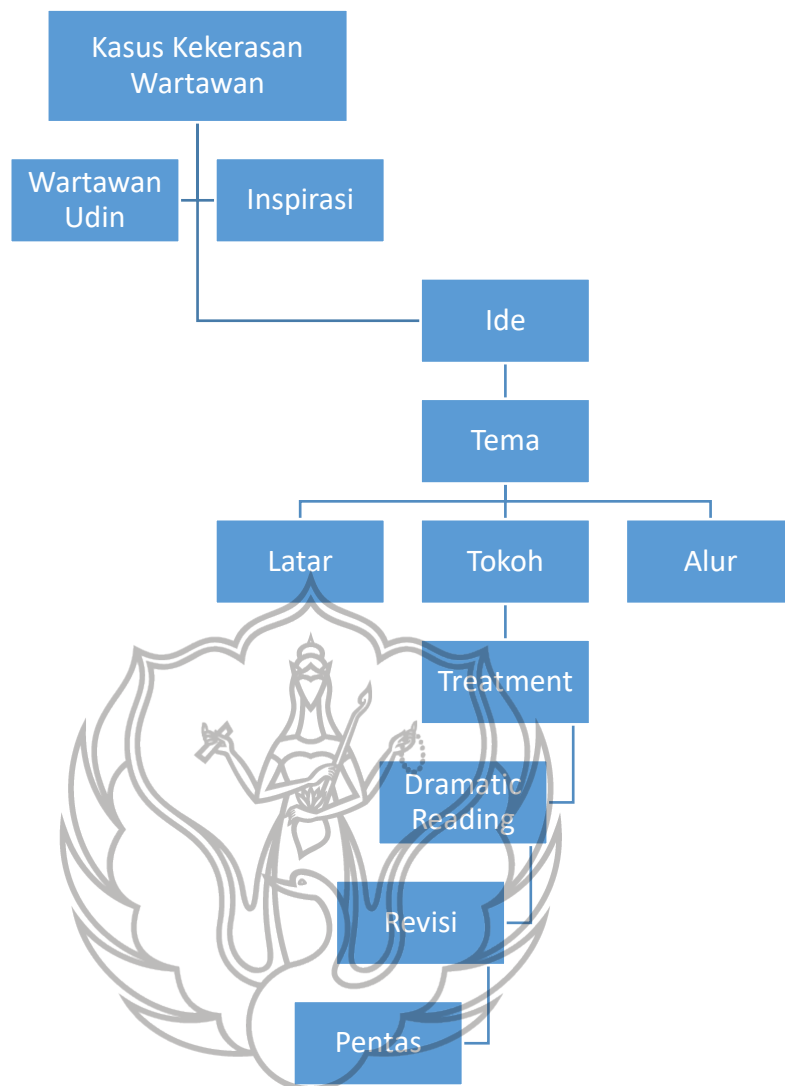 Kasus Kekerasan
Wartawan
Wartawan
Udin
Inspirasi
Ide
Tema
Latar
Tokoh
Alur
Treatment
Dramatic
Reading
Revisi
Pentas